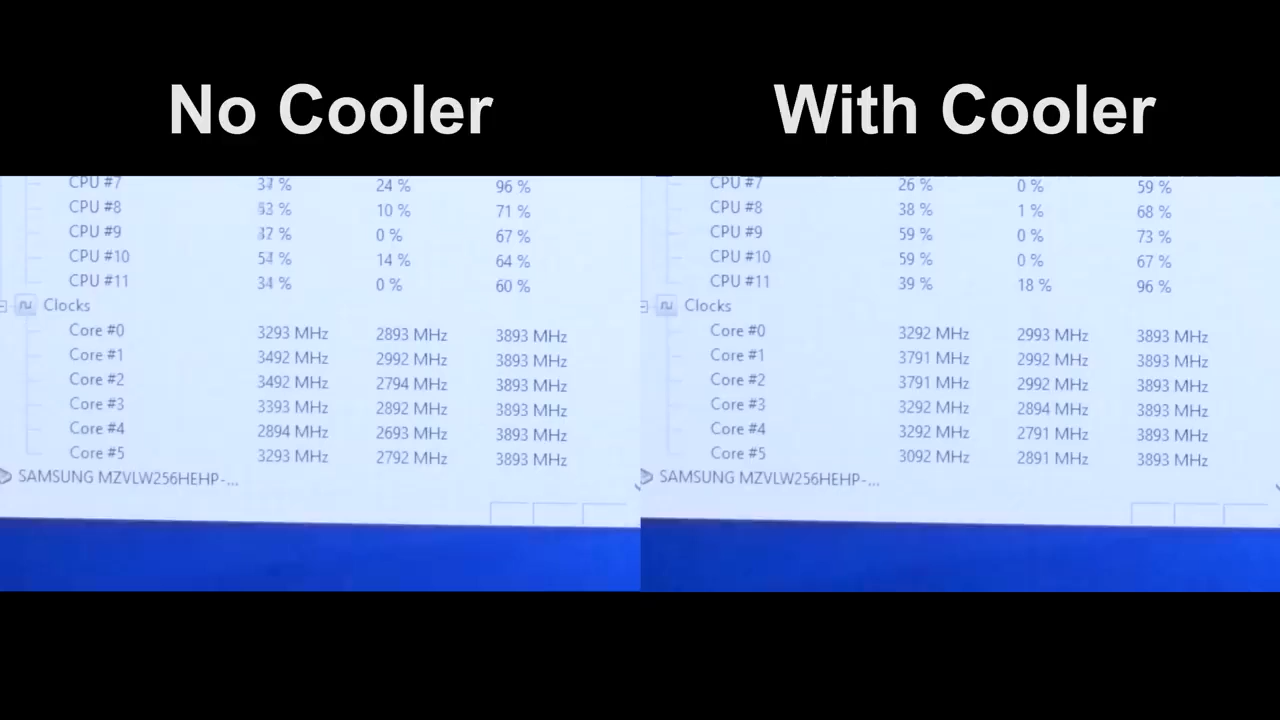 No Cooler
CPU #7 24 % 96 %
CPU #8 10 % 71 %
CPU #9 0 % 67 %
CPU #10 14 % 64 %
CPU #11 0 % 60 %
Clocks
Core #0 3293 MHz 2893 MHz 3893 MHz
Core #1 3492 MHz 2992 MHz 3893 MHz
Core #2 3492 MHz 2794 MHz 3893 MHz
Core #3 3393 MHz 2892 MHz 3893 MHz
Core #4 2894 MHz 2693 MHz 3893 MHz
Core #5 3293 MHz 2792 MHz 3893 MHz
SAMSUNG MZVLW256HEHP-...
With Cooler
CPU #7 26 % 0 % 59 %
CPU #8 38 % 1 % 68 %
CPU #9 59 % 0 % 73 %
CPU #10 59 % 0 % 67 %
CPU #11 39 % 18 % 96 %
Clocks
Core #0 3292 MHz 2993 MHz 3893 MHz
Core #1 3791 MHz 2992 MHz 3893 MHz
Core #2 3791 MHz 2992 MHz 3893 MHz
Core #3 3292 MHz 2894 MHz 3893 MHz
Core #4 3292 MHz 2791 MHz 3893 MHz
Core #5 3092 MHz 2891 MHz 3893 MHz
SAMSUNG MZVLW256HEHP-...